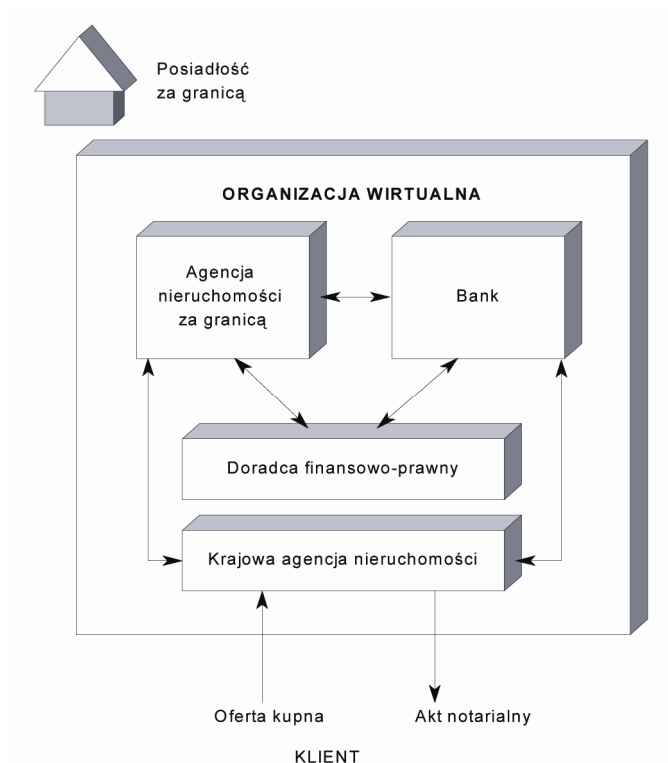 Posiadłość
za granicą
ORGANIZACJA WIRTUALNA
Agencja
nieruchomości
za granicą
Bank
Doradca finansowo-prawny
Krajowa agencja nieruchomości
Oferta kupna
Akt notarialny
KLIENT